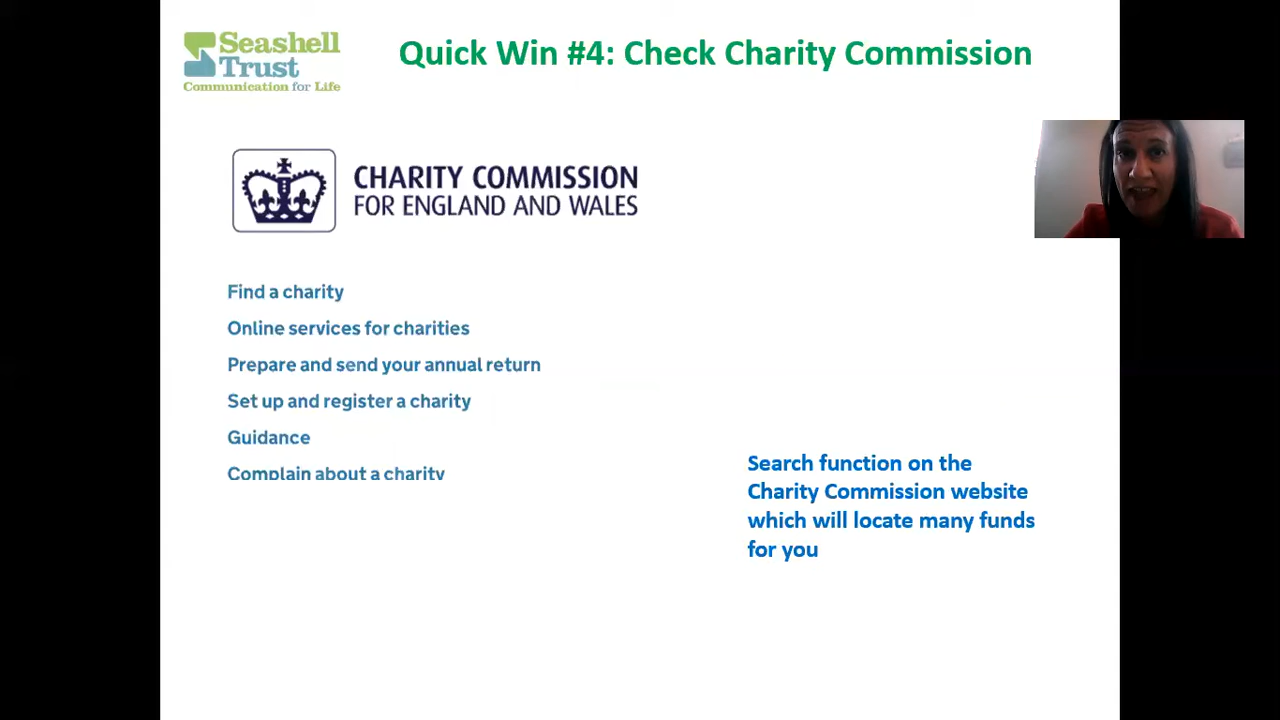 Seashell
Trust
Communication for Life
Quick Win #4: Check Charity Commission
CHARITY COMMISSION
FOR ENGLAND AND WALES
Find a charity
Online services for charities
Prepare and send your annual return
Set up and register a charity
Guidance
Complain about a charity
Search function on the
Charity Commission website
which will locate many funds
for you